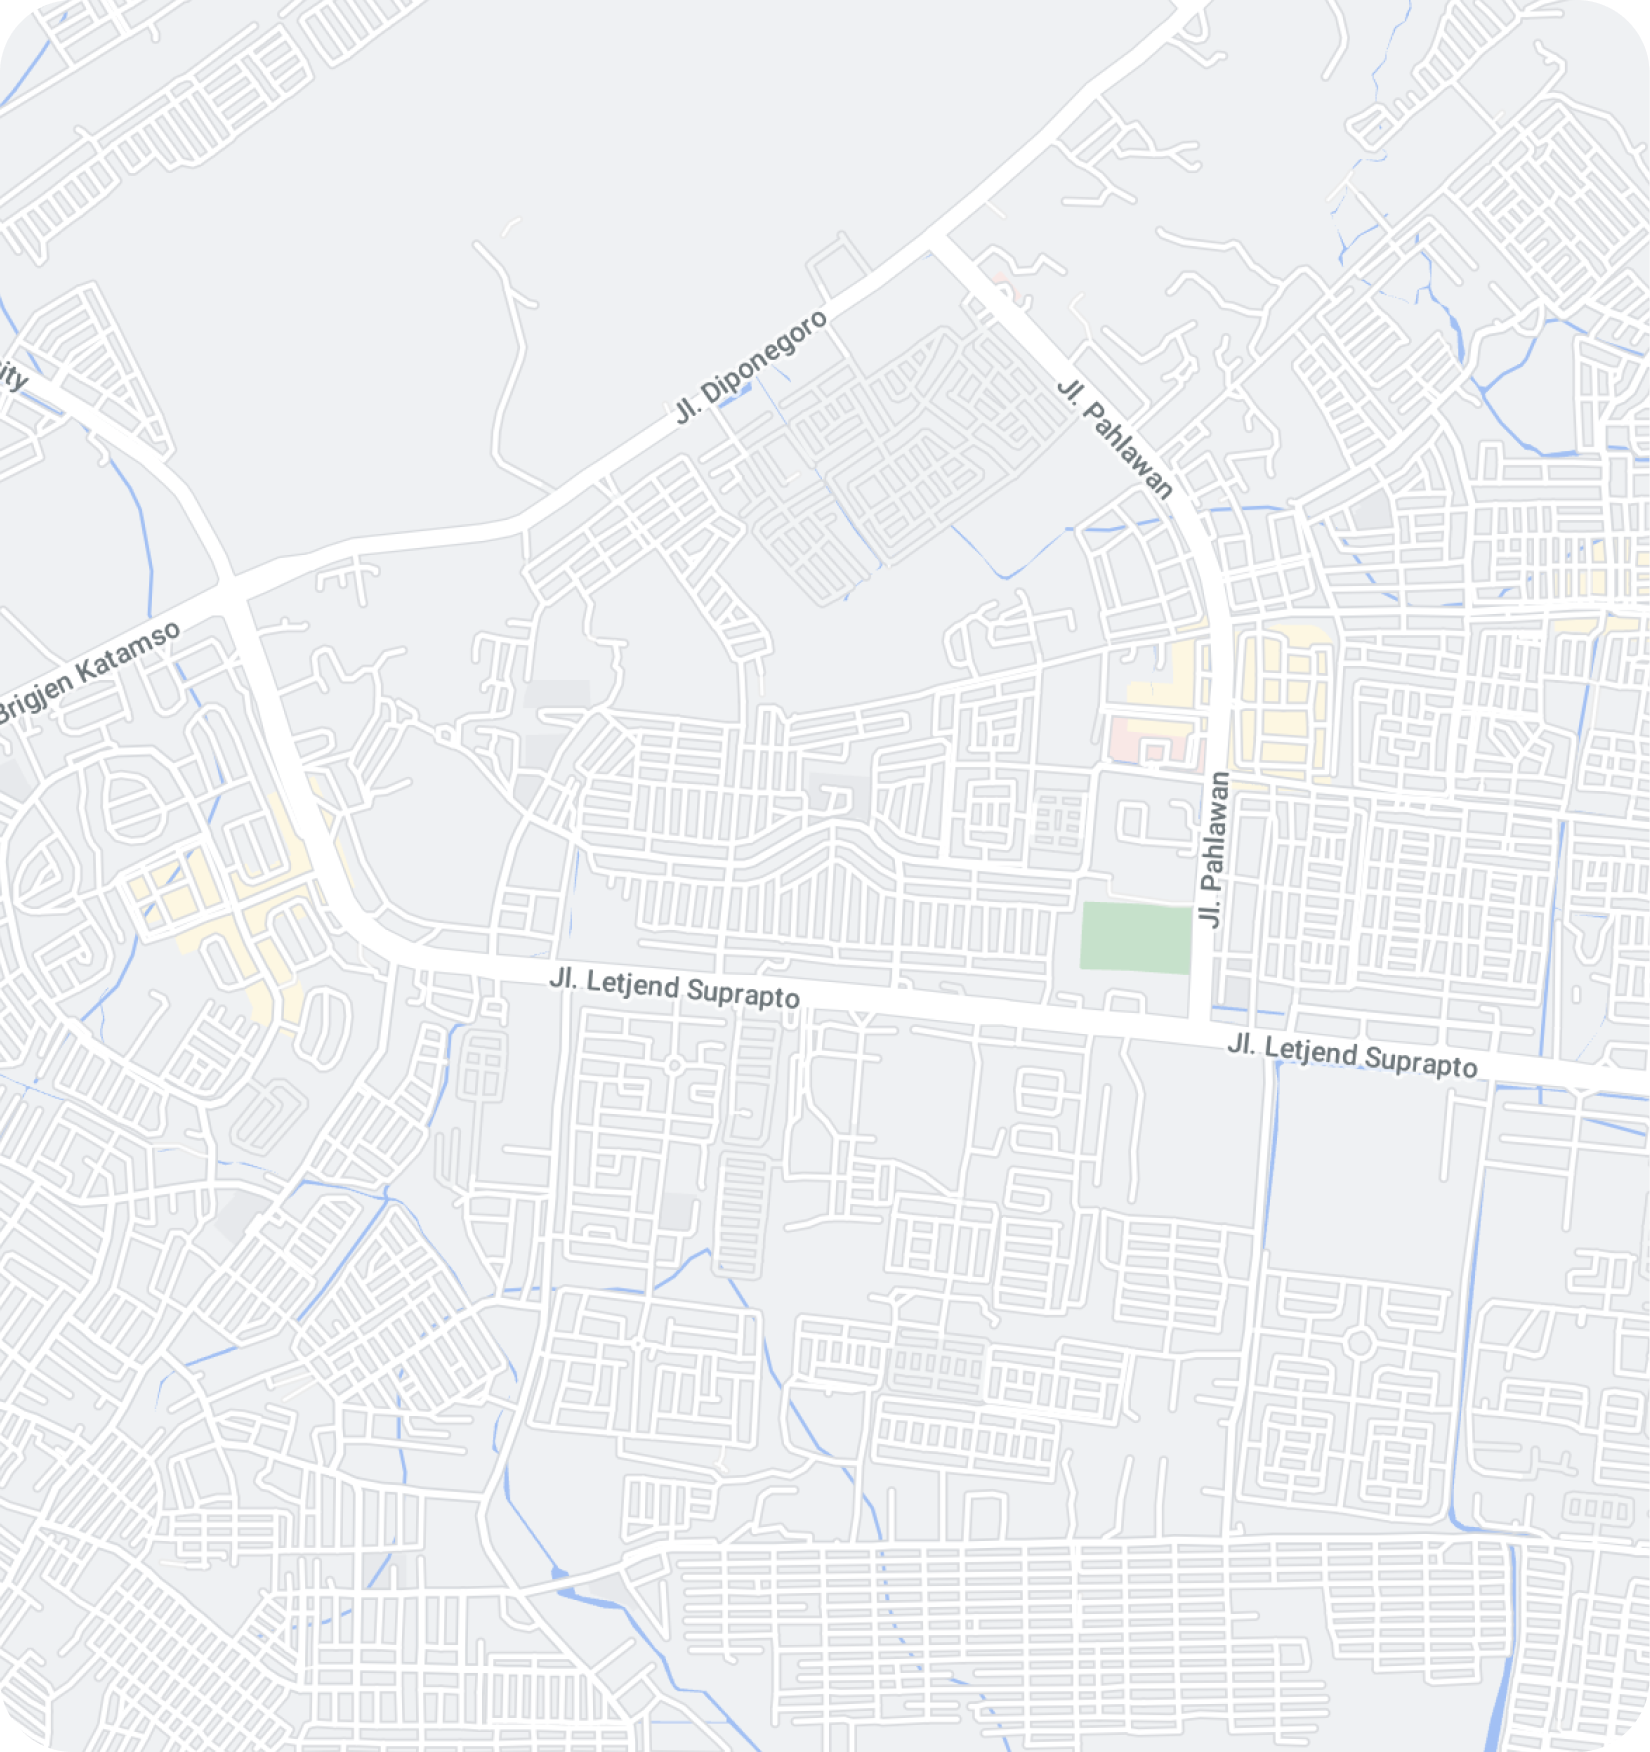 Jl. Diponegoro
Jl. Pahlawan
Brigjen Katamso
Jl. Pahlawan
Jl. Letjend Suprapto
Jl. Letjend Suprapto